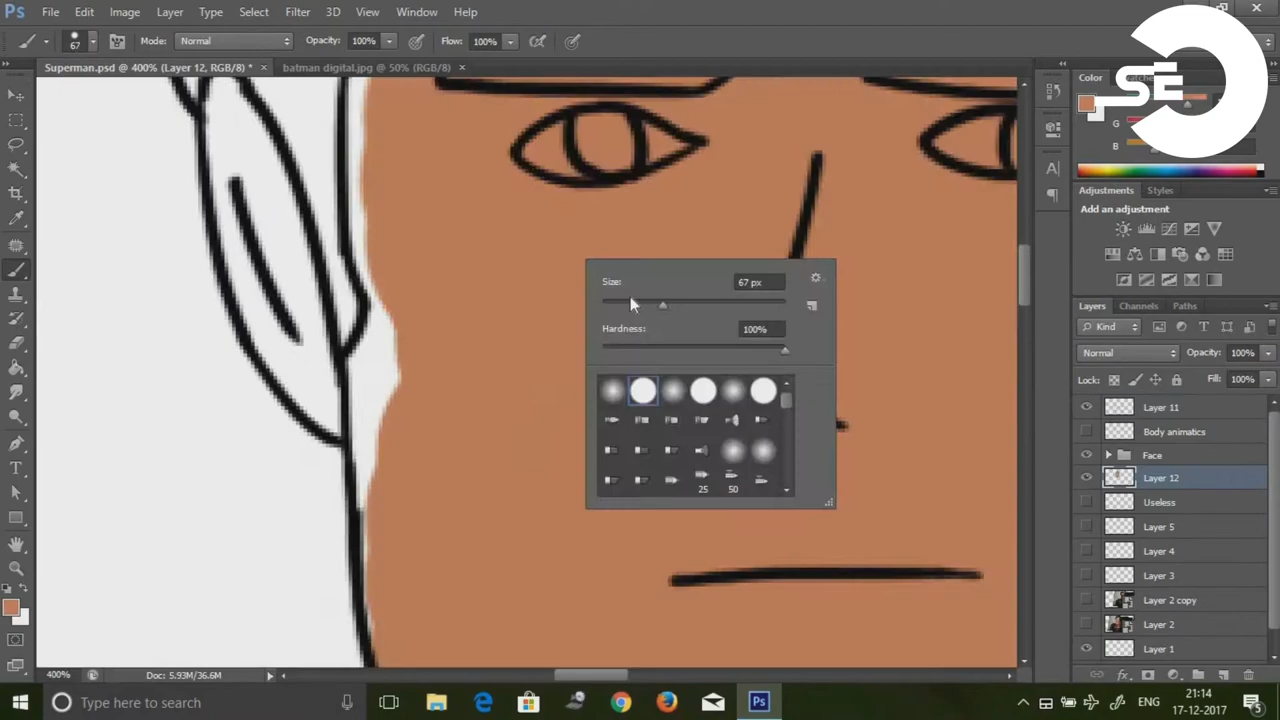 Ps File Edit Image Layer Type Select Filter 3D View Window Help
67 Mode: Normal Opacity: 100% Flow: 100%
Superman.psd @ 400% (Layer 12, RGB/8) * × batman digital.jpg @ 50% (RGB/8) ×
SE
Color
G
B
Adjustments Styles
Add an adjustment
Size: 67 px
Hardness: 100%
25 50
Layers Channels Paths
Kind
Normal Opacity: 100%
Lock: Fill: 100%
Layer 11
Body animatics
Face
Layer 12
Useless
Layer 5
Layer 4
Layer 3
Layer 2 copy
Layer 2
Layer 1
400% Doc: 5.93M/36.6M
Type here to search
Ps
ENG
21:14
17-12-2017
5